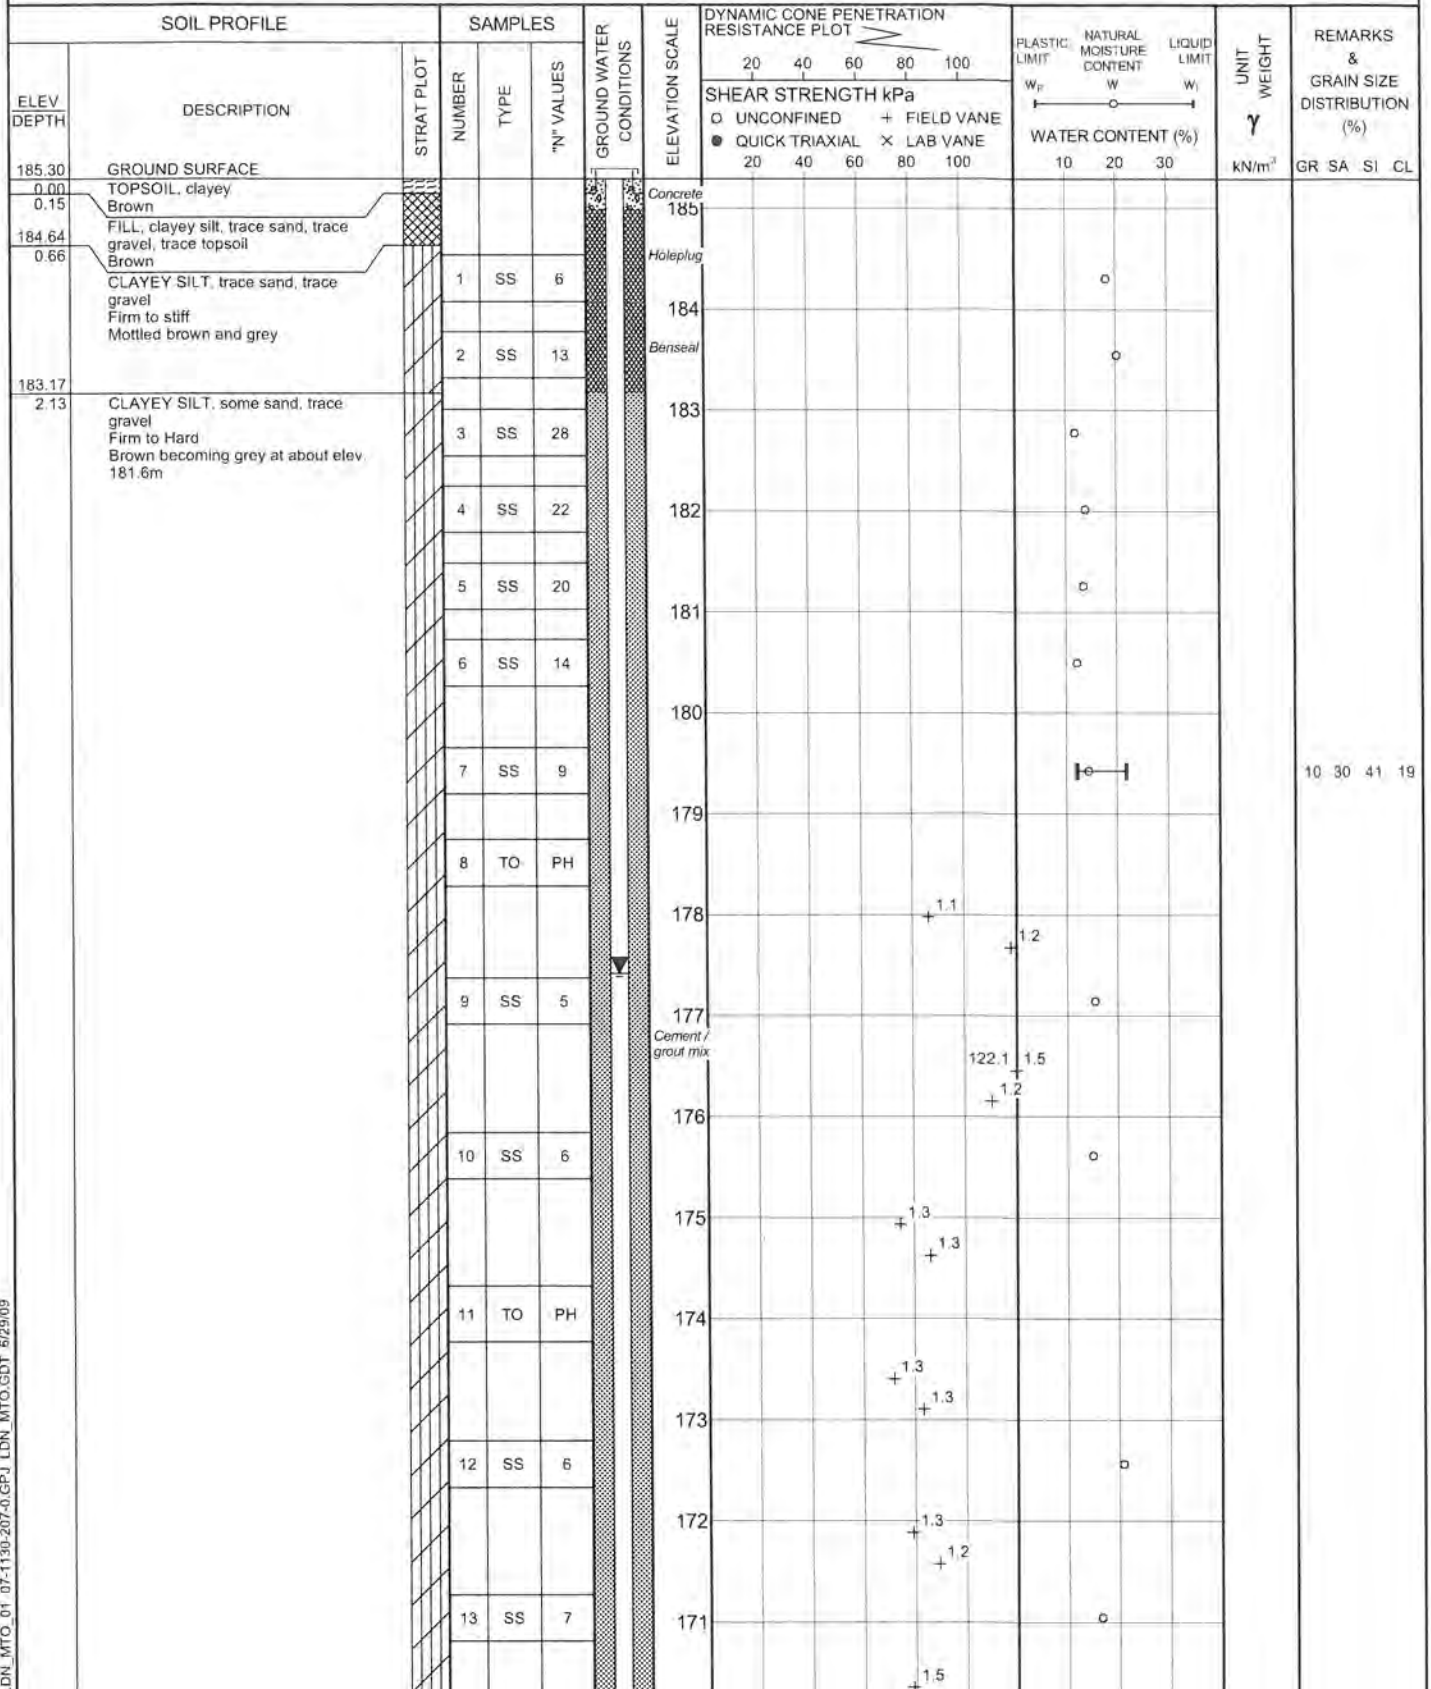 SOIL PROFILE
SAMPLES
GROUND WATER
CONDITIONS
ELEVATION SCALE
DYNAMIC CONE PENETRATION
RESISTANCE PLOT
20 40 60 80 100
SHEAR STRENGTH kPa
O UNCONFINED + FIELD VANE
● QUICK TRIAXIAL × LAB VANE
20 40 60 80 100
PLASTIC
LIMIT
NATURAL
MOISTURE
CONTENT
LIQUID
LIMIT
WP W WL
WATER CONTENT (%)
10 20 30
UNIT
WEIGHT
γ
kN/m³
REMARKS
&
GRAIN SIZE
DISTRIBUTION
(%)
GR SA SI CL
ELEV
DEPTH
DESCRIPTION
STRAT PLOT
NUMBER
TYPE
"N" VALUES
185.30 GROUND SURFACE
0.00 TOPSOIL, clayey
0.15 Brown
FILL, clayey silt, trace sand, trace
184.64 gravel, trace topsoil
0.66 Brown
CLAYEY SILT, trace sand, trace
gravel
Firm to stiff
Mottled brown and grey
183.17
2.13 CLAYEY SILT, some sand, trace
gravel
Firm to Hard
Brown becoming grey at about elev.
181.6m
1 SS 6
2 SS 13
3 SS 28
4 SS 22
5 SS 20
6 SS 14
7 SS 9
8 TO PH
9 SS 5
10 SS 6
11 TO PH
12 SS 6
13 SS 7
Concrete
Holeplug
Benseal
Cement /
grout mix
185
184
183
182
181
180
179
178
177
176
175
174
173
172
171
10 30 41 19
1.1
1.2
122.1 1.5
1.2
1.3
1.3
1.3
1.3
1.3
1.2
1.5
LDN_MTO_01 07-1130-207-0.GPJ LDN_MTO.GDT 6/29/09